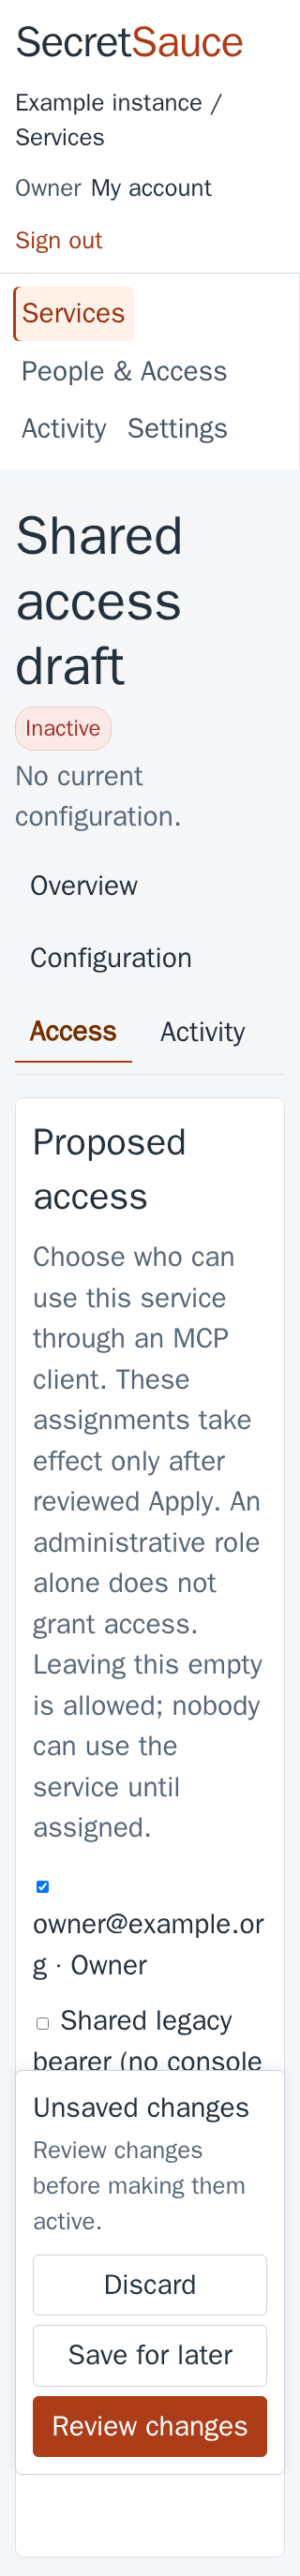 SecretSauce
Example instance /
Services
Owner My account
Sign out
Services
People & Access
Activity Settings
Shared
access
draft
Inactive
No current
configuration.
Overview
Configuration
Access Activity
Proposed
access
Choose who can
use this service
through an MCP
client. These
assignments take
effect only after
reviewed Apply. An
administrative role
alone does not
grant access.
Leaving this empty
is allowed; nobody
can use the
service until
assigned.
owner@example.or
g · Owner
Shared legacy
bearer (no console
Unsaved changes
Review changes
before making them
active.
Discard
Save for later
Review changes